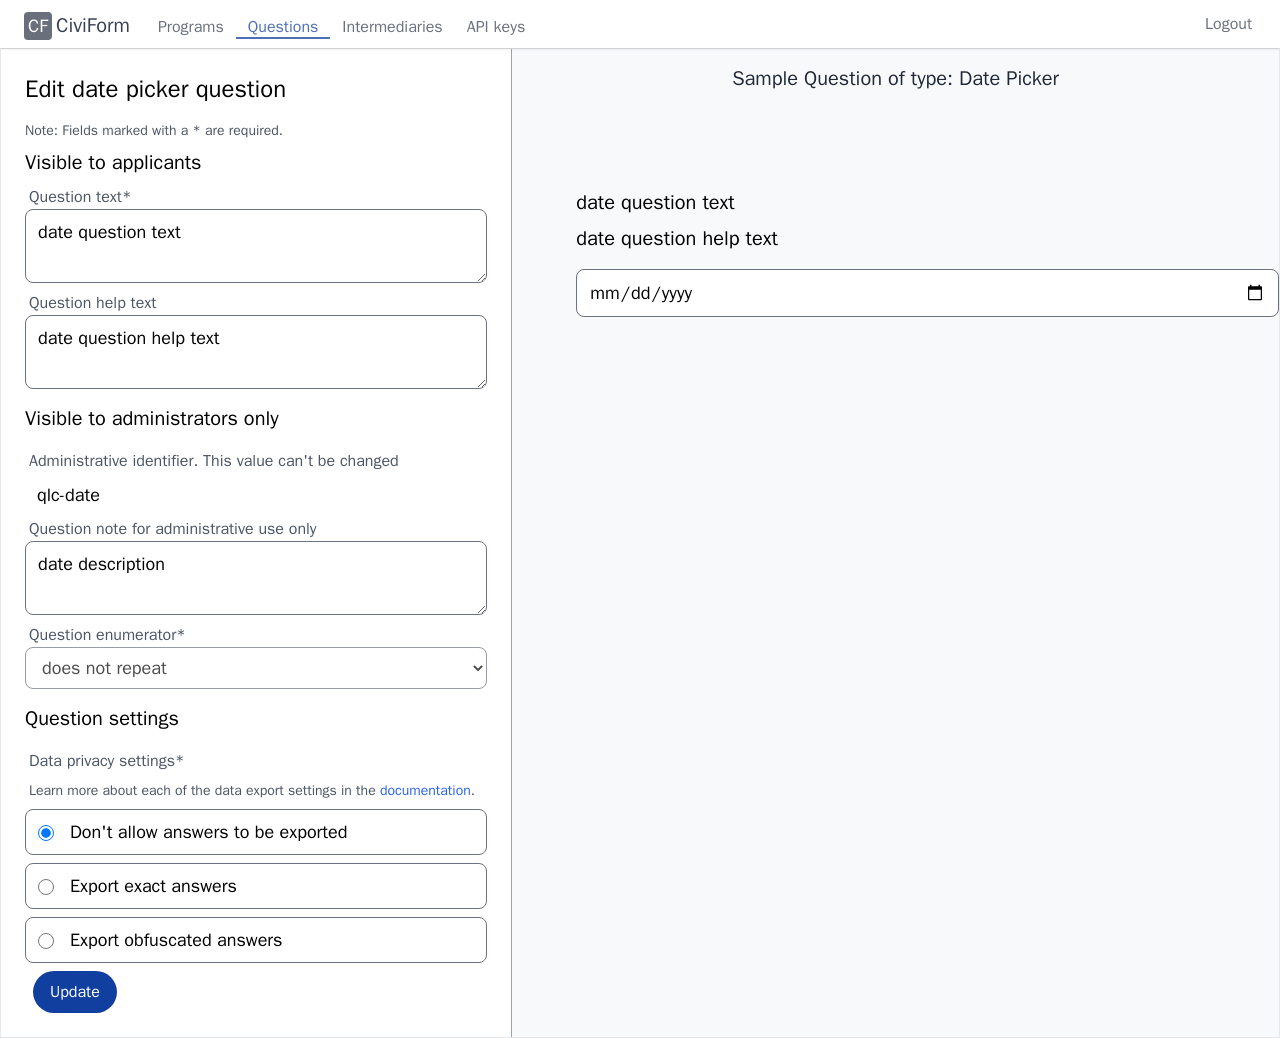 CF CiviForm Programs Questions Intermediaries API keys Logout
Edit date picker question
Note: Fields marked with a * are required.
Visible to applicants
Question text*
date question text
Question help text
date question help text
Visible to administrators only
Administrative identifier. This value can't be changed
qlc-date
Question note for administrative use only
date description
Question enumerator*
does not repeat
Question settings
Data privacy settings*
Learn more about each of the data export settings in the documentation.
Don't allow answers to be exported
Export exact answers
Export obfuscated answers
Update
Sample Question of type: Date Picker
date question text
date question help text
mm/dd/yyyy